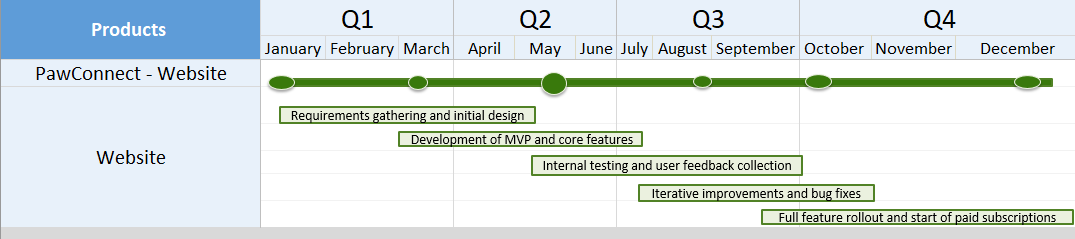 Products
Q1 Q2 Q3 Q4
January February March April May June July August September October November December
PawConnect - Website
Website
Requirements gathering and initial design
Development of MVP and core features
Internal testing and user feedback collection
Iterative improvements and bug fixes
Full feature rollout and start of paid subscriptions